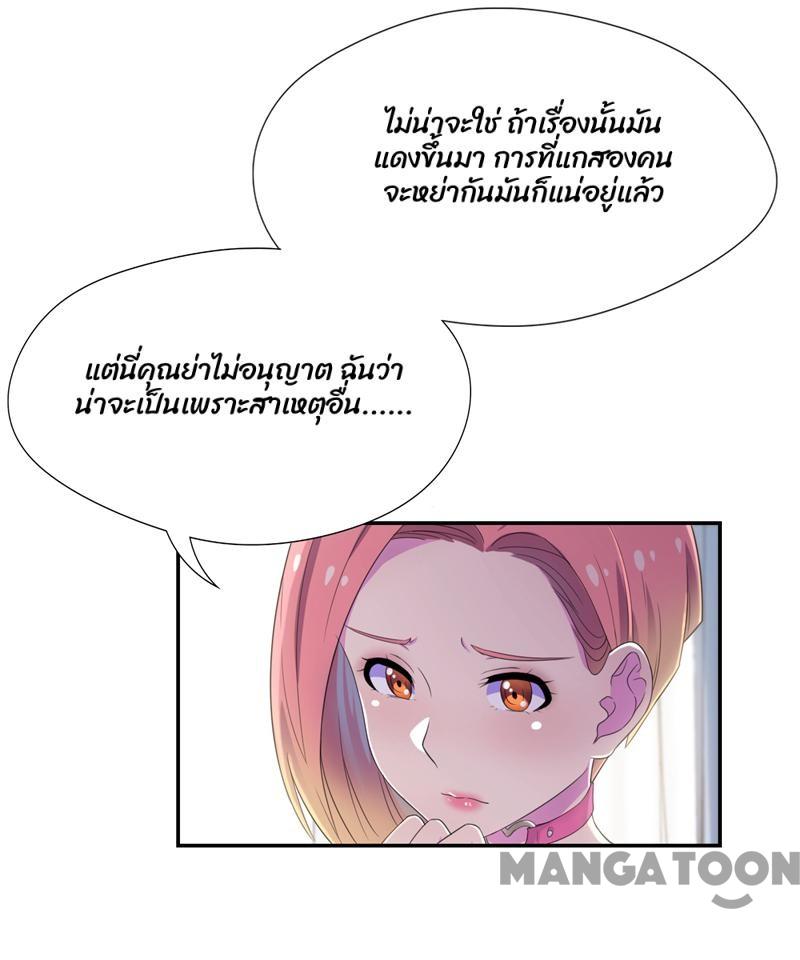 ไม่น่าจะใช่ ถ้าเรื่องนั้นมัน
แดงขึ้นมา การที่แกสองคน
จะหย่ากันมันก็แน่อยู่แล้ว
แต่นี่คุณย่าไม่อนุญาต ฉันว่า
น่าจะเป็นเพราะสาเหตุอื่น......
MANGATOON